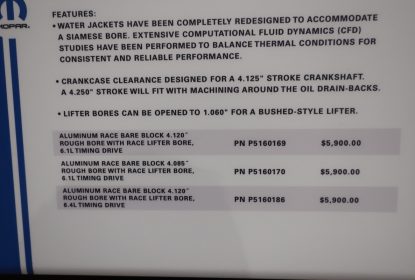 MOPAR
FEATURES:
• WATER JACKETS HAVE BEEN COMPLETELY REDESIGNED TO ACCOMMODATE
A SIAMESE BORE. EXTENSIVE COMPUTATIONAL FLUID DYNAMICS (CFD)
STUDIES HAVE BEEN PERFORMED TO BALANCE THERMAL CONDITIONS FOR
CONSISTENT AND RELIABLE PERFORMANCE.
• CRANKCASE CLEARANCE DESIGNED FOR A 4.125" STROKE CRANKSHAFT.
A 4.250" STROKE WILL FIT WITH MACHINING AROUND THE OIL DRAIN-BACKS.
• LIFTER BORES CAN BE OPENED TO 1.060" FOR A BUSHED-STYLE LIFTER.
ALUMINUM RACE BARE BLOCK 4.120"
ROUGH BORE WITH RACE LIFTER BORE, PN P5160169 $5,900.00
6.1L TIMING DRIVE
ALUMINUM RACE BARE BLOCK 4.085"
ROUGH BORE WITH RACE LIFTER BORE, PN P5160170 $5,900.00
6.1L TIMING DRIVE
ALUMINUM RACE BARE BLOCK 4.120"
ROUGH BORE WITH RACE LIFTER BORE, PN P5160186 $5,900.00
6.4L TIMING DRIVE